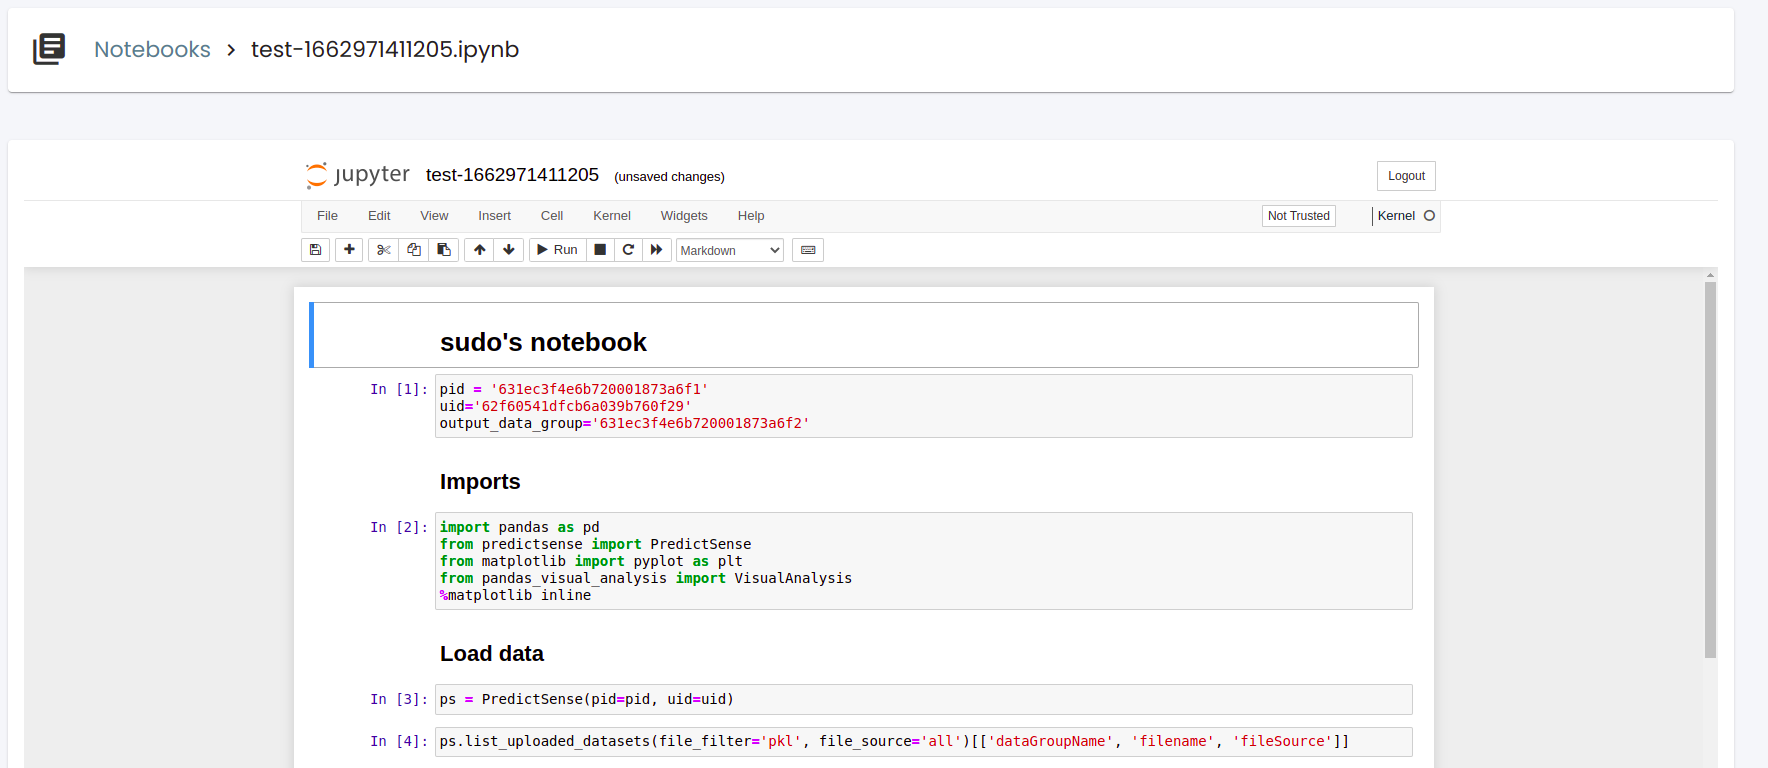 Notebooks > test-1662971411205.ipynb
jupyter test-1662971411205 (unsaved changes) Logout
File Edit View Insert Cell Kernel Widgets Help Not Trusted Kernel
Run Markdown
sudo's notebook
In [1]: pid = '631ec3f4e6b720001873a6f1'
uid='62f60541dfcb6a039b760f29'
output_data_group='631ec3f4e6b720001873a6f2'
Imports
In [2]: import pandas as pd
from predictsense import PredictSense
from matplotlib import pyplot as plt
from pandas_visual_analysis import VisualAnalysis
%matplotlib inline
Load data
In [3]: ps = PredictSense(pid=pid, uid=uid)
In [4]: ps.list_uploaded_datasets(file_filter='pkl', file_source='all')[['dataGroupName', 'filename', 'fileSource']]